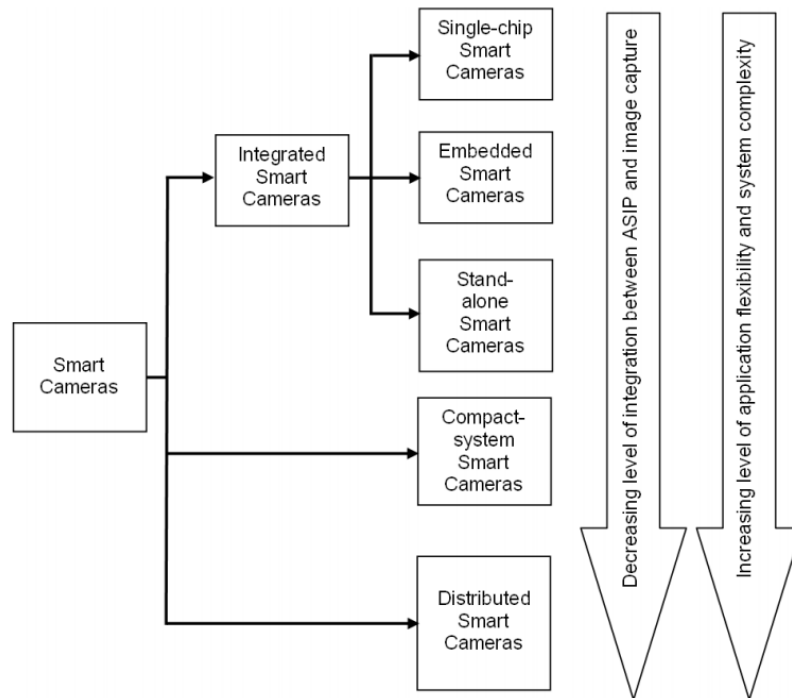 Single-chip
Smart
Cameras
Integrated
Smart
Cameras
Embedded
Smart
Cameras
Stand-
alone
Smart
Cameras
Smart
Cameras
Compact-
system
Smart
Cameras
Distributed
Smart
Cameras
Decreasing level of integration between ASIP and image capture
Increasing level of application flexibility and system complexity